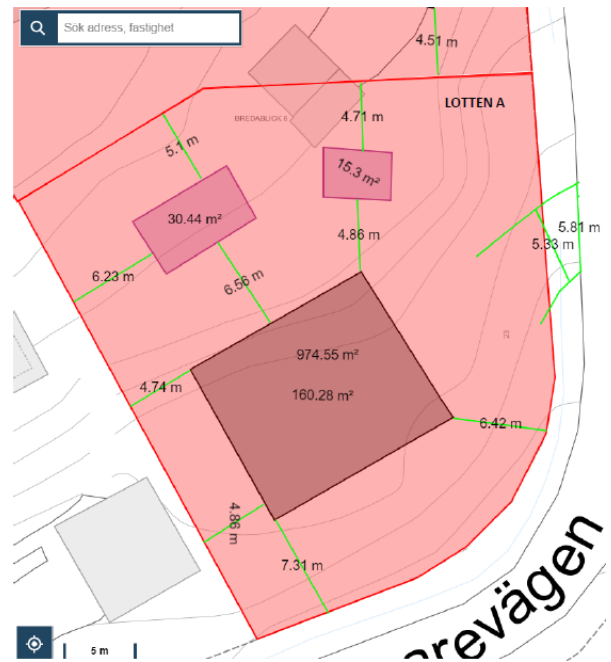 Sök adress, fastighet
4.51 m
LOTTEN A
4.71 m
BREDABLICK 6
5.1 m
15.3 m²
30.44 m²
5.81 m
5.33 m
4.86 m
6.23 m
6.56 m
23
974.55 m²
4.74 m
160.28 m²
6.42 m
4.86 m
7.31 m
revägen
5 m